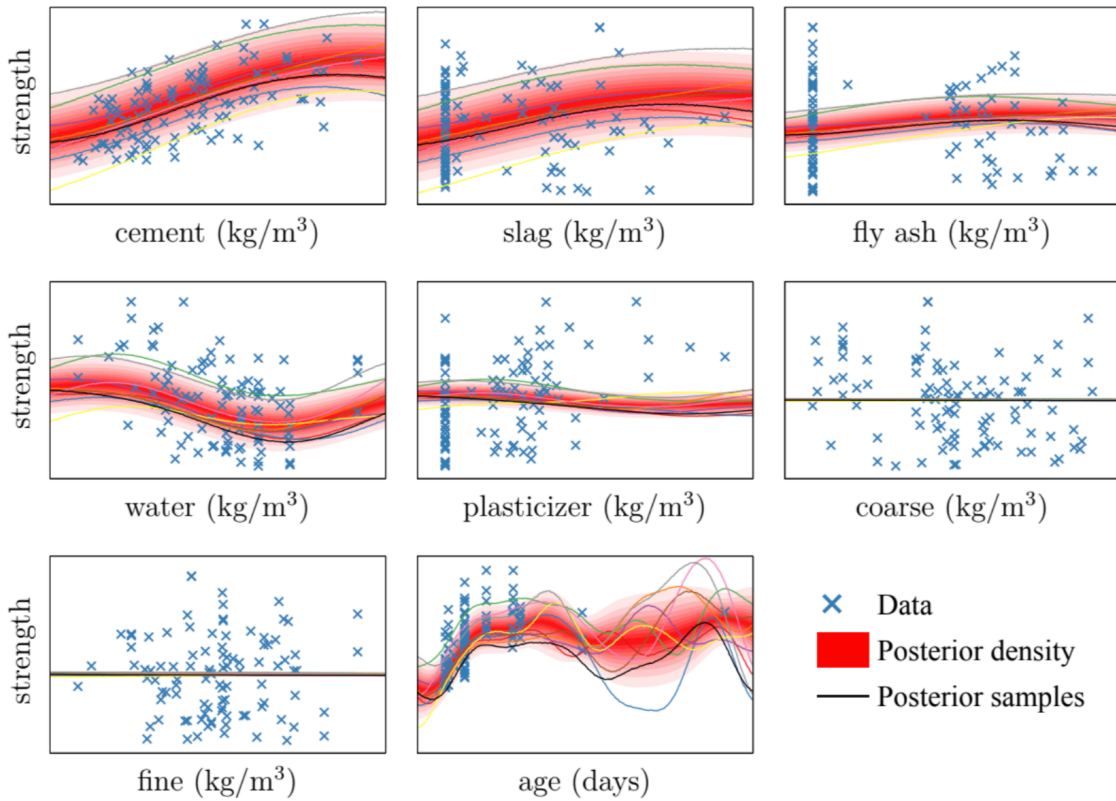 strength
cement (kg/m³)
slag (kg/m³)
fly ash (kg/m³)
strength
water (kg/m³)
plasticizer (kg/m³)
coarse (kg/m³)
strength
fine (kg/m³)
age (days)
Data
Posterior density
Posterior samples